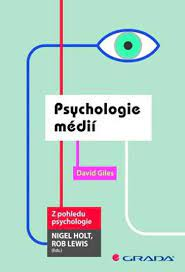 Psychologie
médií
David Giles
Z pohledu
psychologie
NIGEL HOLT,
ROB LEWIS
(Eds.)
GRADA